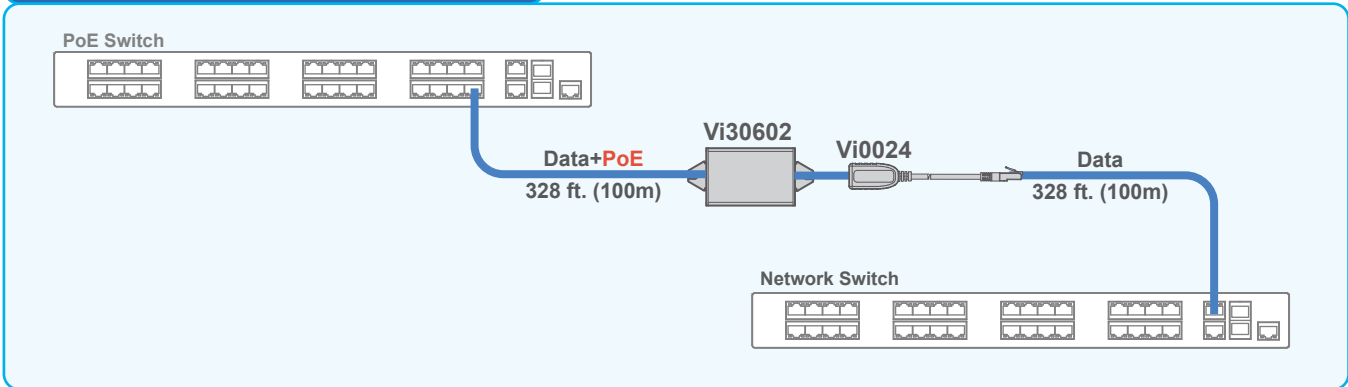 PoE Switch
Vi30602
Vi0024
Data+PoE
328 ft. (100m)
Data
328 ft. (100m)
Network Switch